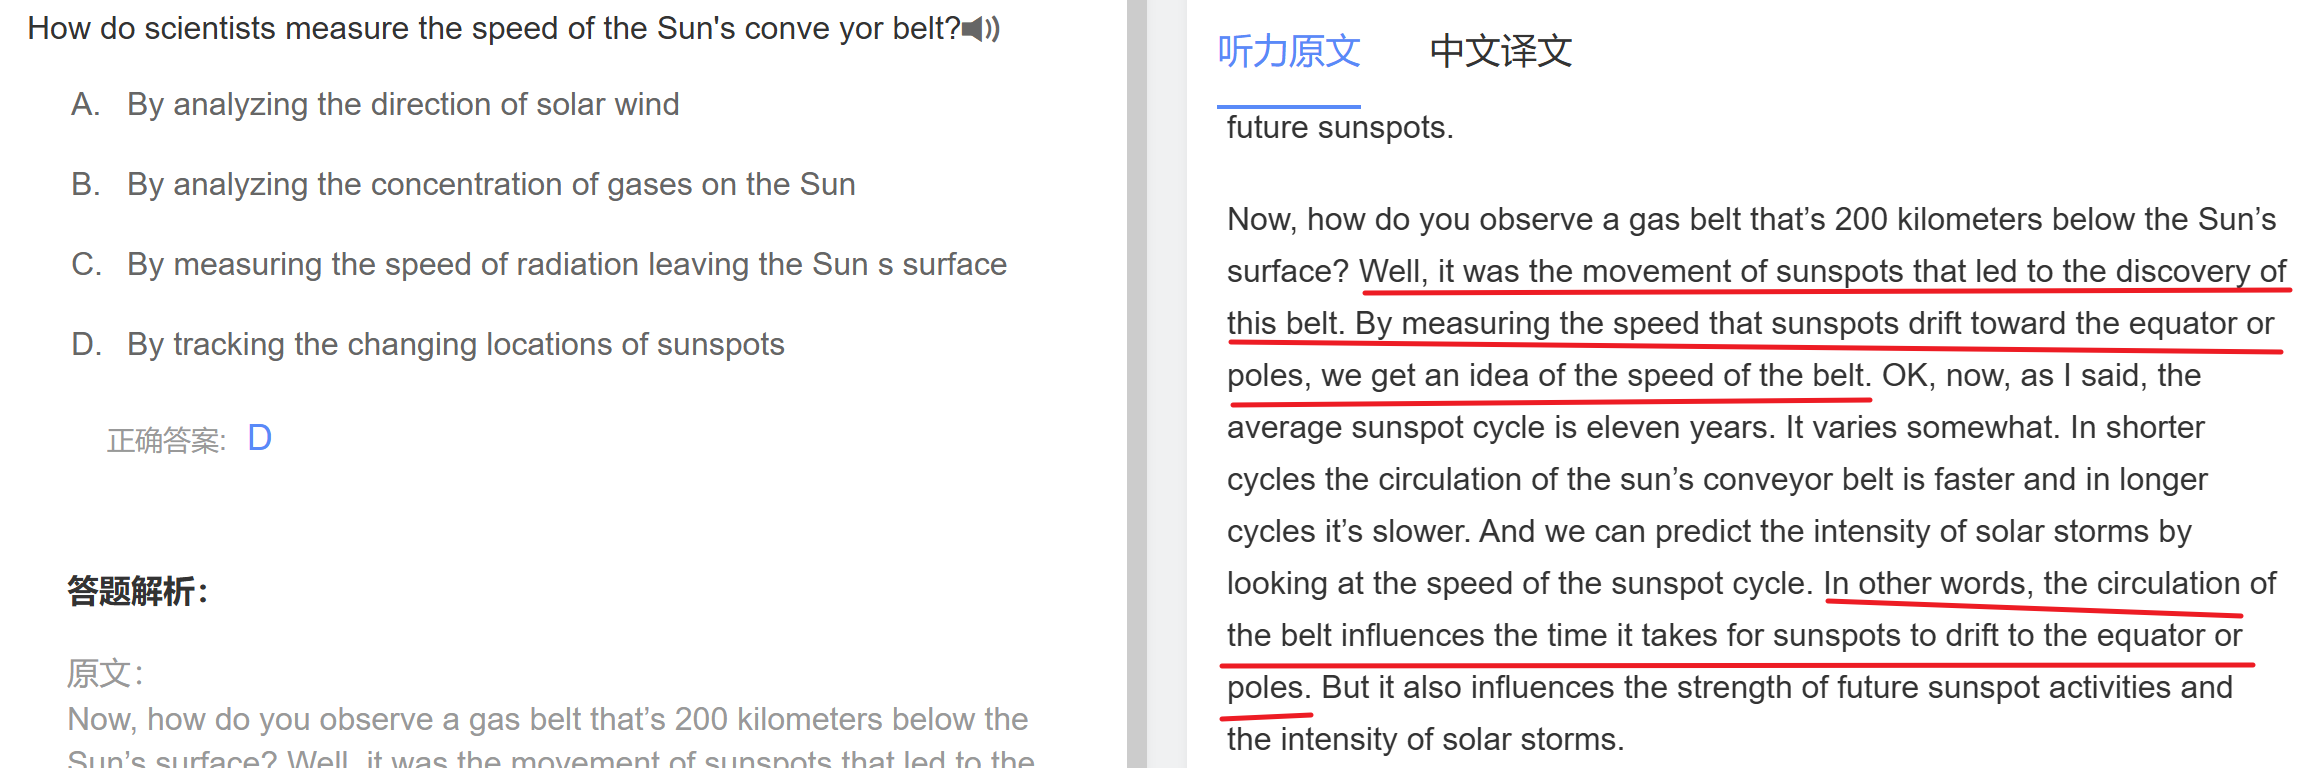 How do scientists measure the speed of the Sun's conve yor belt?
A. By analyzing the direction of solar wind
B. By analyzing the concentration of gases on the Sun
C. By measuring the speed of radiation leaving the Sun s surface
D. By tracking the changing locations of sunspots
正确答案: D
答题解析:
原文:
Now, how do you observe a gas belt that’s 200 kilometers below the
Sun’s surface? Well, it was the movement of sunspots that led to the
听力原文 中文译文
future sunspots.
Now, how do you observe a gas belt that’s 200 kilometers below the Sun’s
surface? Well, it was the movement of sunspots that led to the discovery of
this belt. By measuring the speed that sunspots drift toward the equator or
poles, we get an idea of the speed of the belt. OK, now, as I said, the
average sunspot cycle is eleven years. It varies somewhat. In shorter
cycles the circulation of the sun’s conveyor belt is faster and in longer
cycles it’s slower. And we can predict the intensity of solar storms by
looking at the speed of the sunspot cycle. In other words, the circulation of
the belt influences the time it takes for sunspots to drift to the equator or
poles. But it also influences the strength of future sunspot activities and
the intensity of solar storms.